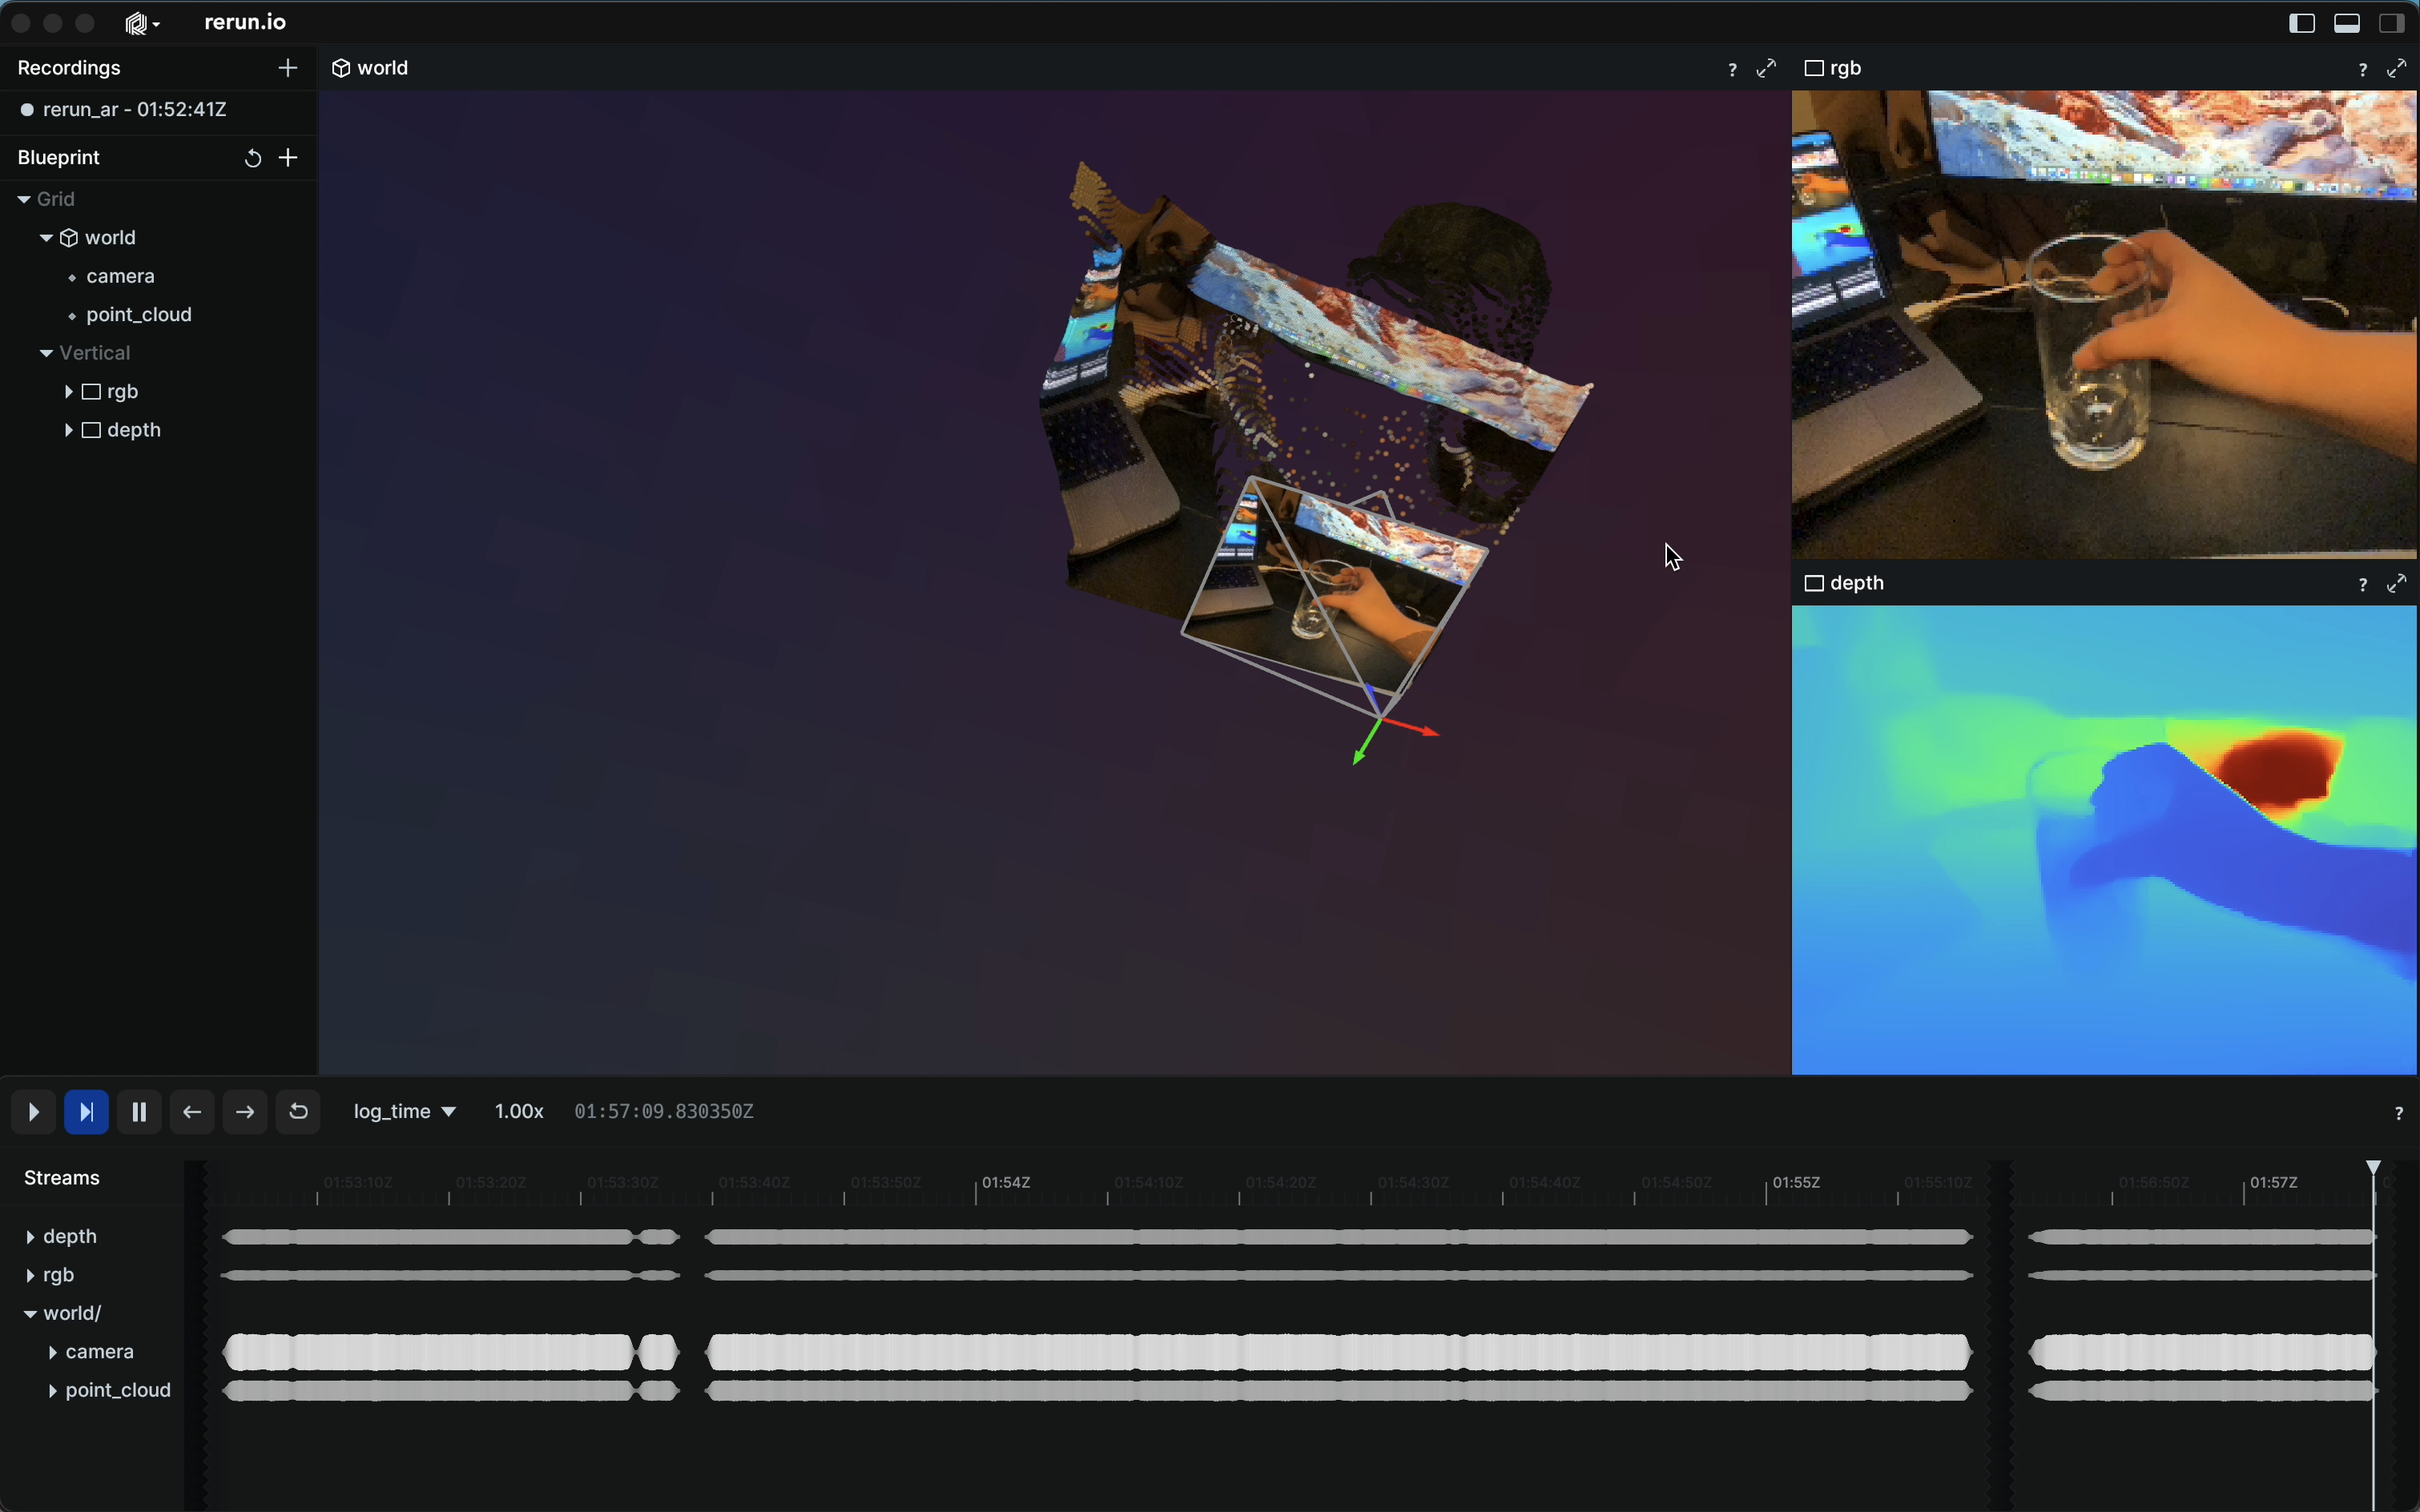 rerun.io
Recordings
rerun_ar - 01:52:41Z
Blueprint
Grid
world
camera
point_cloud
Vertical
rgb
depth
world ?
rgb ?
depth ?
log_time 1.00x 01:57:09.830350Z ?
Streams
01:53:10Z 01:53:20Z 01:53:30Z 01:53:40Z 01:53:50Z 01:54Z 01:54:10Z 01:54:20Z 01:54:30Z 01:54:40Z 01:54:50Z 01:55Z 01:55:10Z 01:56:50Z 01:57Z
depth
rgb
world/
camera
point_cloud